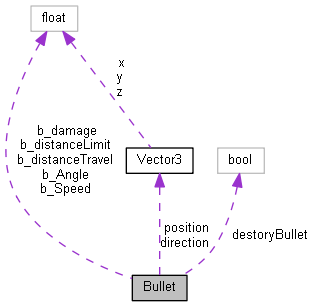 float
x
y
z
b_damage
b_distanceLimit
b_distanceTravel
b_Angle
b_Speed
Vector3
bool
position
direction
destoryBullet
Bullet